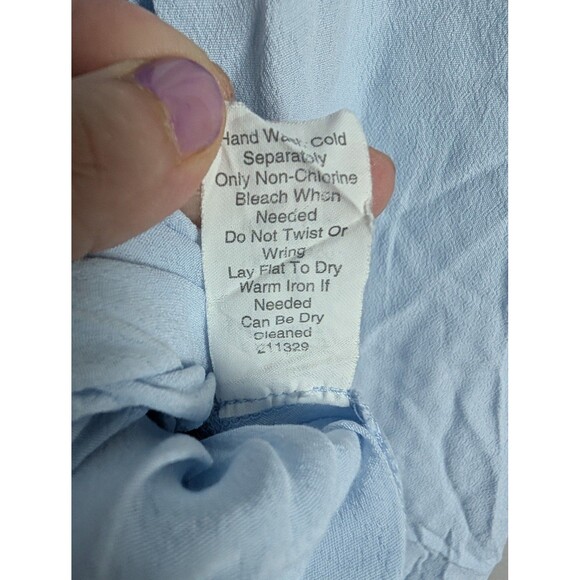 Hand Wash Cold
Separately
Only Non-Chlorine
Bleach When
Needed
Do Not Twist Or
Wring
Lay Flat To Dry
Warm Iron If
Needed
Can Be Dry
Cleaned
211329